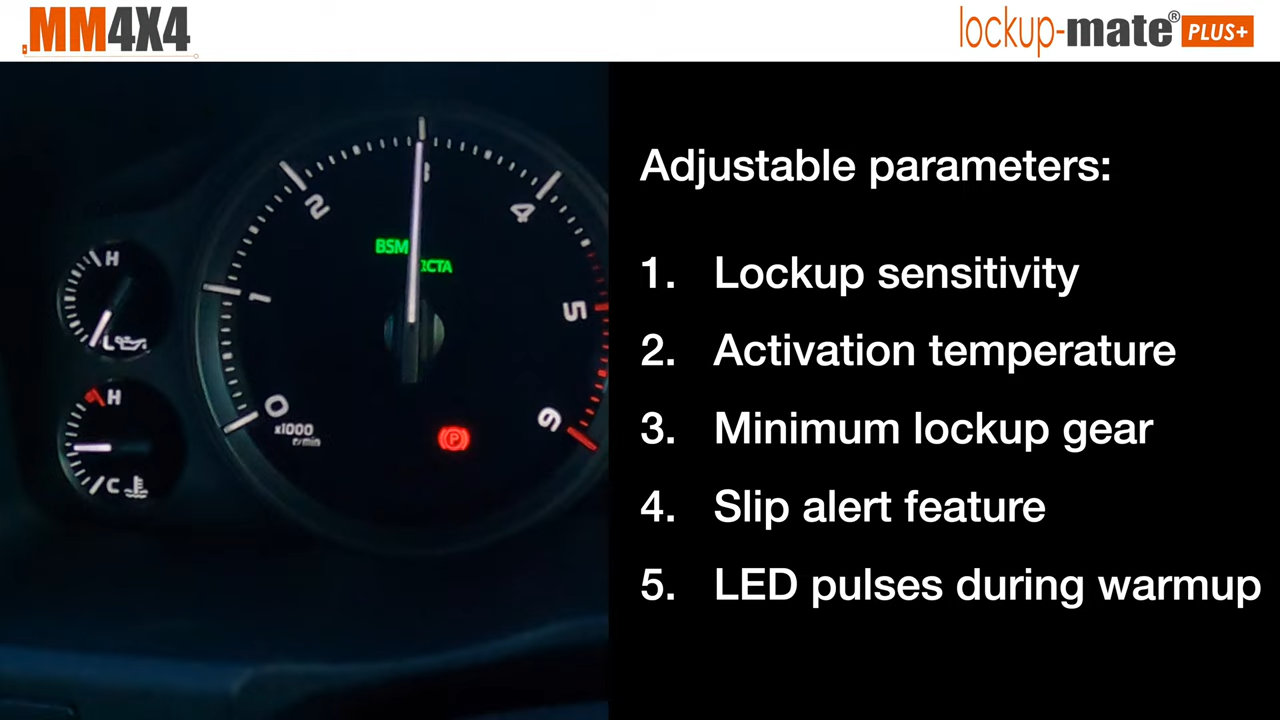 MM4X4
lockup-mate® PLUS+
H
L
H
C
0
1
2
3
4
5
6
x1000
r/min
BSM
RCTA
P
Adjustable parameters:
1. Lockup sensitivity
2. Activation temperature
3. Minimum lockup gear
4. Slip alert feature
5. LED pulses during warmup